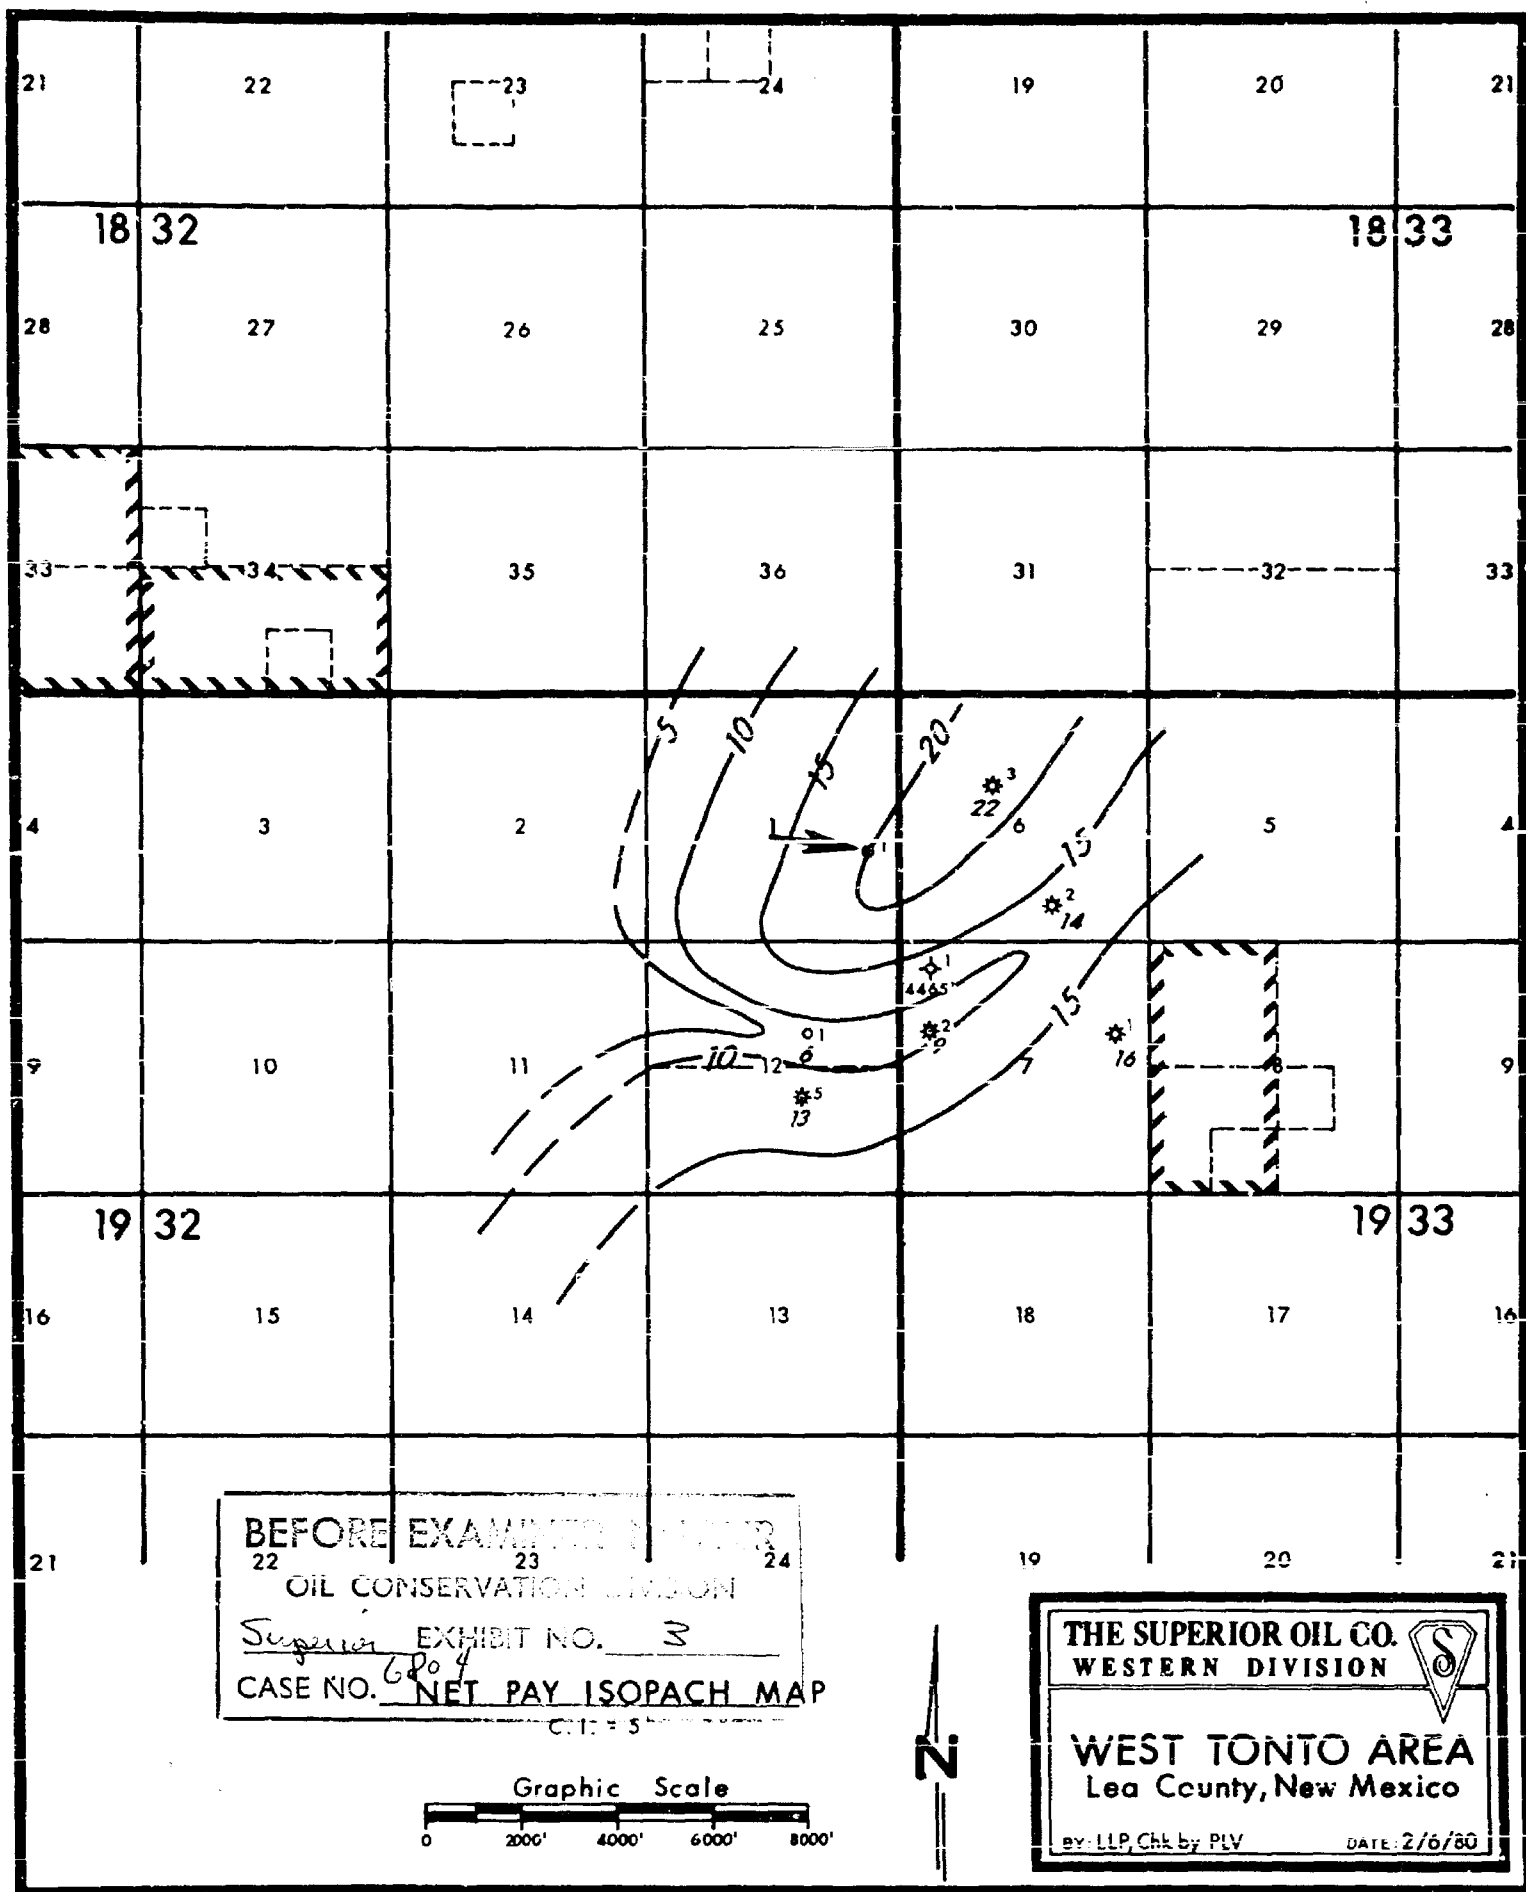 21 22 23 24 19 20 21
18 32 18 33
28 27 26 25 30 29 28
33 34 35 36 31 32 33
5 10 15 20
3
22
4 3 2 1 1 6 5 4
15
2
14
1
4465'
15
1 2 1
6 9 16
9 10 11 10 12 7 8 9
5
13
19 32 19 33
16 15 14 13 18 17 16
BEFORE
21 22 23 24 19 20 21
OIL CONSERVATION DIVISION
Superior EXHIBIT NO. 3
CASE NO. 6804
NET PAY ISOPACH MAP
C.I. = 5'
Graphic Scale
0 2000' 4000' 6000' 8000'
N.
THE SUPERIOR OIL CO.
WESTERN DIVISION
S
WEST TONTO AREA
Lea County, New Mexico
BY: LLP, Chk by PLV DATE: 2/6/80